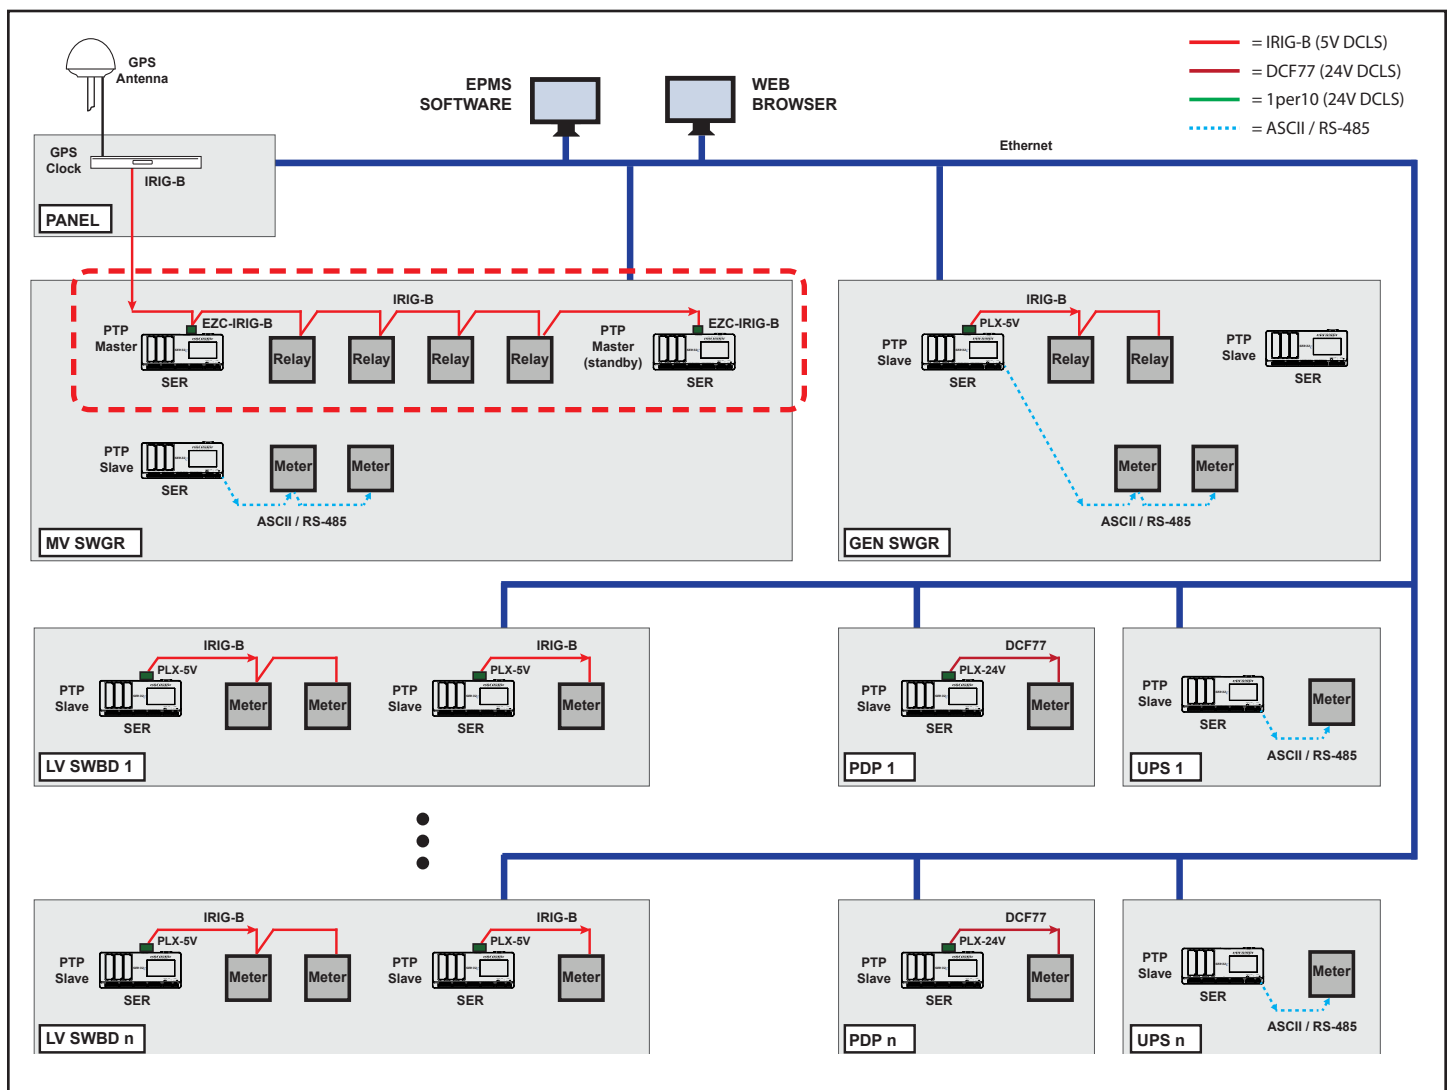 GPS
Antenna
EPMS
SOFTWARE
WEB
BROWSER
= IRIG-B (5V DCLS)
= DCF77 (24V DCLS)
= 1per10 (24V DCLS)
= ASCII / RS-485
Ethernet
GPS
Clock
IRIG-B
PANEL
IRIG-B
PTP
Master
EZC-IRIG-B
SER
Relay
Relay
Relay
Relay
PTP
Master
(standby)
EZC-IRIG-B
SER
PTP
Slave
SER
Meter
Meter
ASCII / RS-485
MV SWGR
IRIG-B
PLX-5V
PTP
Slave
SER
Relay
Relay
PTP
Slave
SER
Meter
Meter
ASCII / RS-485
GEN SWGR
IRIG-B
PLX-5V
PTP
Slave
SER
Meter
Meter
IRIG-B
PLX-5V
PTP
Slave
SER
Meter
LV SWBD 1
DCF77
PLX-24V
PTP
Slave
SER
Meter
PDP 1
PTP
Slave
SER
Meter
ASCII / RS-485
UPS 1
IRIG-B
PLX-5V
PTP
Slave
SER
Meter
Meter
IRIG-B
PLX-5V
PTP
Slave
SER
Meter
LV SWBD n
DCF77
PLX-24V
PTP
Slave
SER
Meter
PDP n
PTP
Slave
SER
Meter
ASCII / RS-485
UPS n